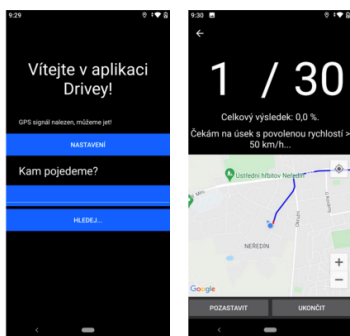 9:29
Vítejte v aplikaci
Drivey!
GPS signál nalezen, můžeme jet!
NASTAVENÍ
Kam pojedeme?
HLEDEJ...
9:30
1 / 30
Celkový výsledek: 0,0 %.
Čekám na úsek s povolenou rychlostí >
50 km/h...
Ústřední hřbitov Neředín
NEŘEDÍN
Google
+
−
POZASTAVIT
UKONČIT